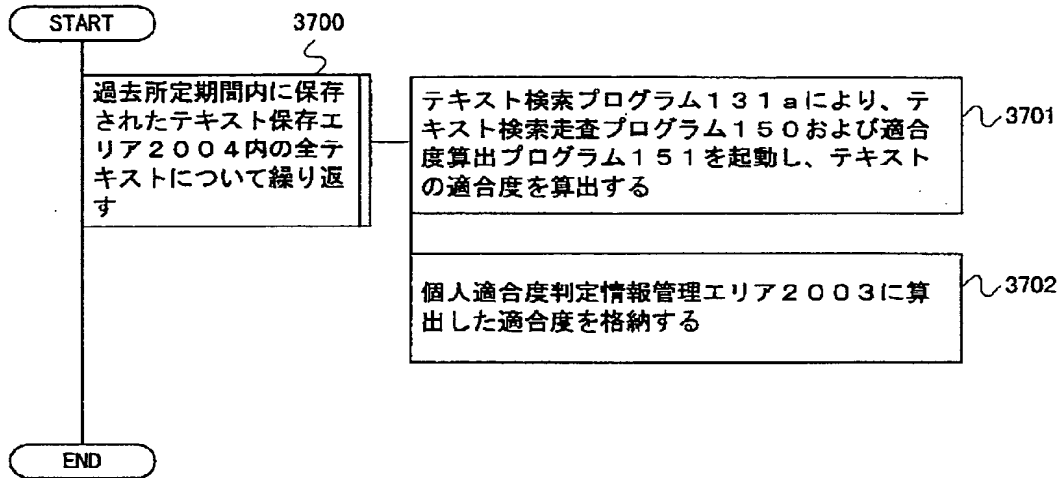 START
3700
過去所定期間内に保存
されたテキスト保存エ
リア2004内の全テ
キストについて繰り返
す
テキスト検索プログラム131aにより、テ
キスト検索走査プログラム150および適合
度算出プログラム151を起動し、テキスト
の適合度を算出する
3701
個人適合度判定情報管理エリア2003に算
出した適合度を格納する
3702
END